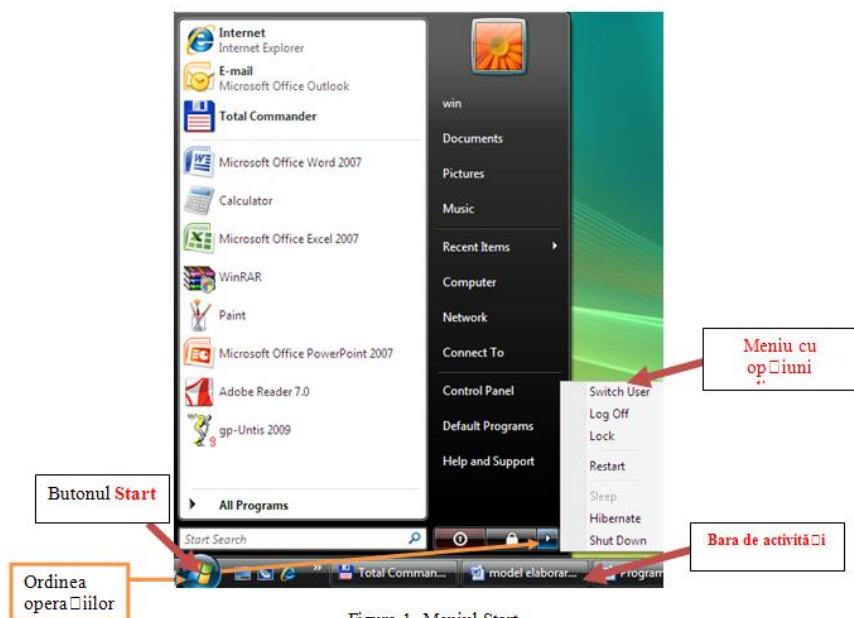 Internet
Internet Explorer
E-mail
Microsoft Office Outlook
Total Commander
Microsoft Office Word 2007
Calculator
Microsoft Office Excel 2007
WinRAR
Paint
Microsoft Office PowerPoint 2007
Adobe Reader 7.0
gp-Untis 2009
All Programs
Start Search
win
Documents
Pictures
Music
Recent Items
Computer
Network
Connect To
Control Panel
Default Programs
Help and Support
Switch User
Log Off
Lock
Restart
Sleep
Hibernate
Shut Down
Meniu cu
op□iuni
Butonul Start
Bara de activită□i
Ordinea
opera□iilor
Total Comman...
model elaborar...
Program
Figura 1. Meniul Start